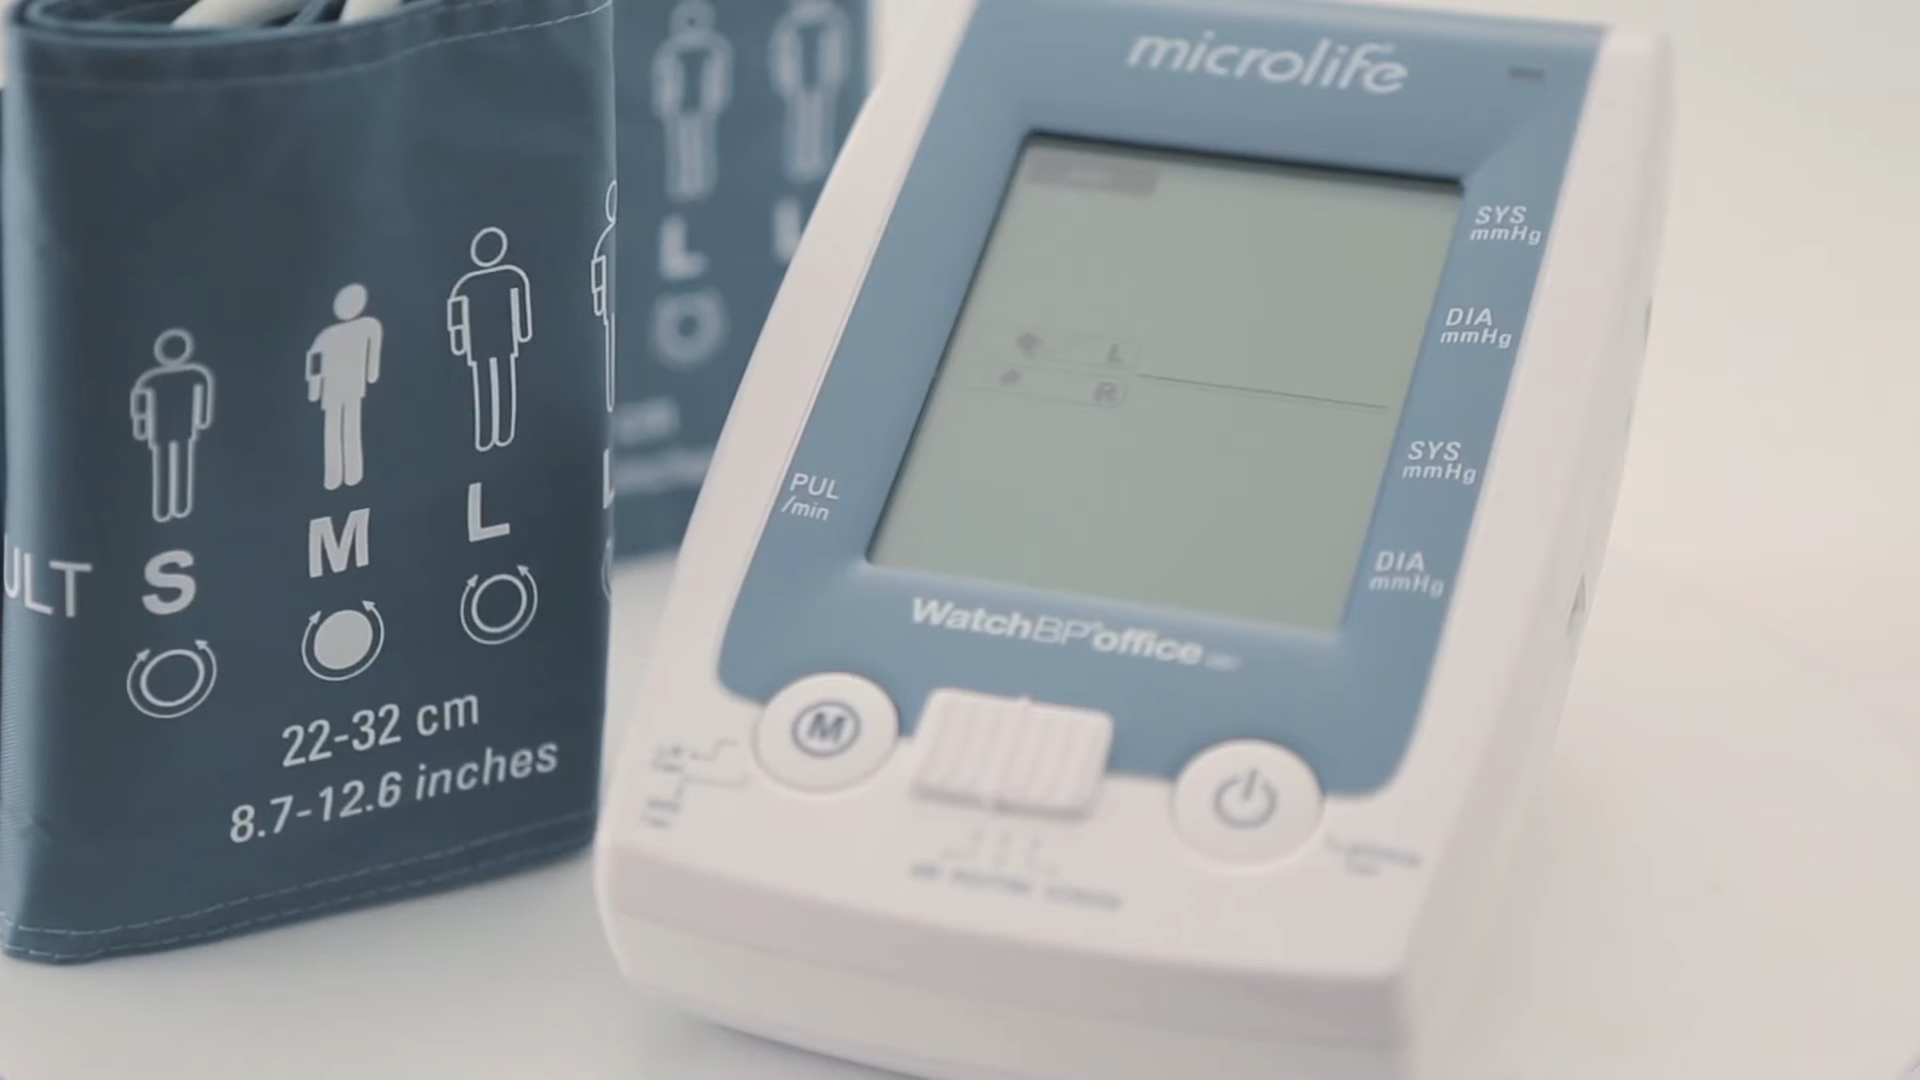 ULT
S
M
L
22-32 cm
8.7-12.6 inches
L
microlife
SYS
mmHg
DIA
mmHg
L
R
SYS
mmHg
PUL
/min
DIA
mmHg
WatchBP office
M